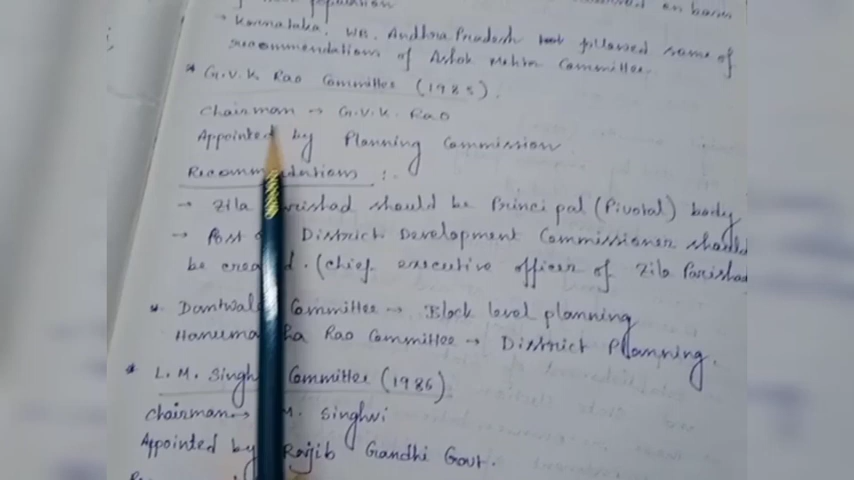 population
→ Karnataka, WB, Andhra Pradesh followed some of
recommendations of Ashok Mehta Committee.
* G.V.K Rao Committee (1985).
Chairman → G.V.K. Rao
Appointed by Planning Commission
Recommendations :-
→ Zila Parishad should be Principal (Pivotal) body
→ Post of District Development Commissioner should
be created. (chief executive officer of Zila Parishad
* Dantwala Committee → Block level planning
Hanumantha Rao Committee → District Planning.
* L.M. Singhvi Committee (1986)
Chairman → M. Singhvi
Appointed by Rajib Gandhi Govt.